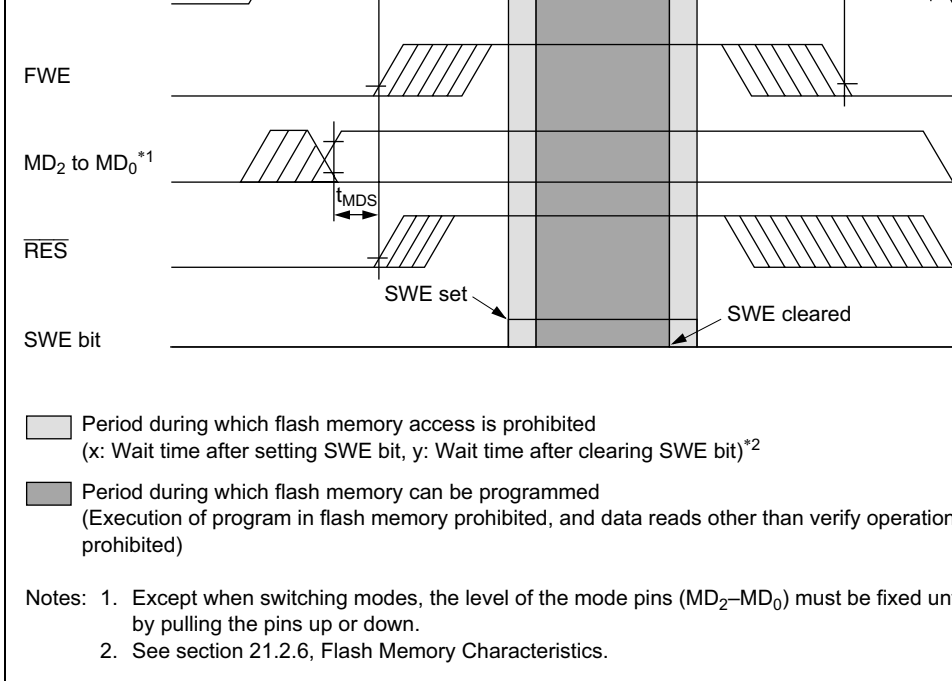 FWE
MD2 to MD0*1
tMDS
RES
SWE set
SWE cleared
SWE bit
Period during which flash memory access is prohibited
(x: Wait time after setting SWE bit, y: Wait time after clearing SWE bit)*2
Period during which flash memory can be programmed
(Execution of program in flash memory prohibited, and data reads other than verify operation
prohibited)
Notes: 1. Except when switching modes, the level of the mode pins (MD2–MD0) must be fixed
by pulling the pins up or down.
2. See section 21.2.6, Flash Memory Characteristics.